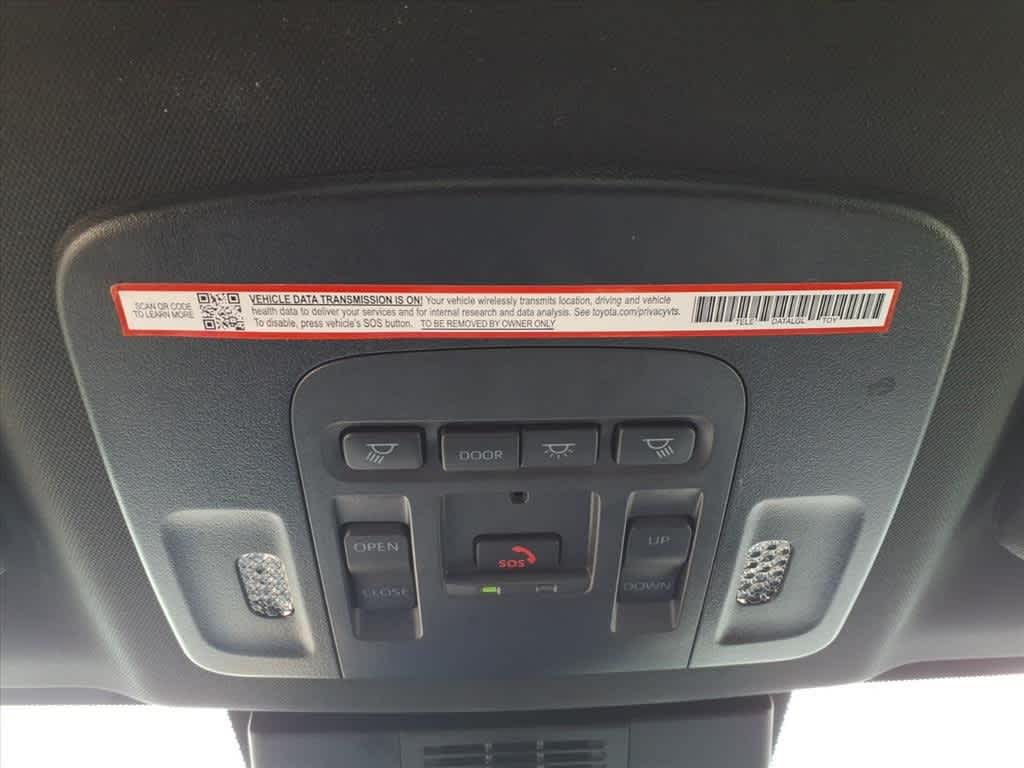 SCAN QR CODE
TO LEARN MORE
VEHICLE DATA TRANSMISSION IS ON! Your vehicle wirelessly transmits location, driving and vehicle
health data to deliver your services and for internal research and data analysis. See toyota.com/privacyvts.
To disable, press vehicle's SOS button. TO BE REMOVED BY OWNER ONLY
TELE DATALGL TOY
DOOR
OPEN
CLOSE
SOS
UP
DOWN